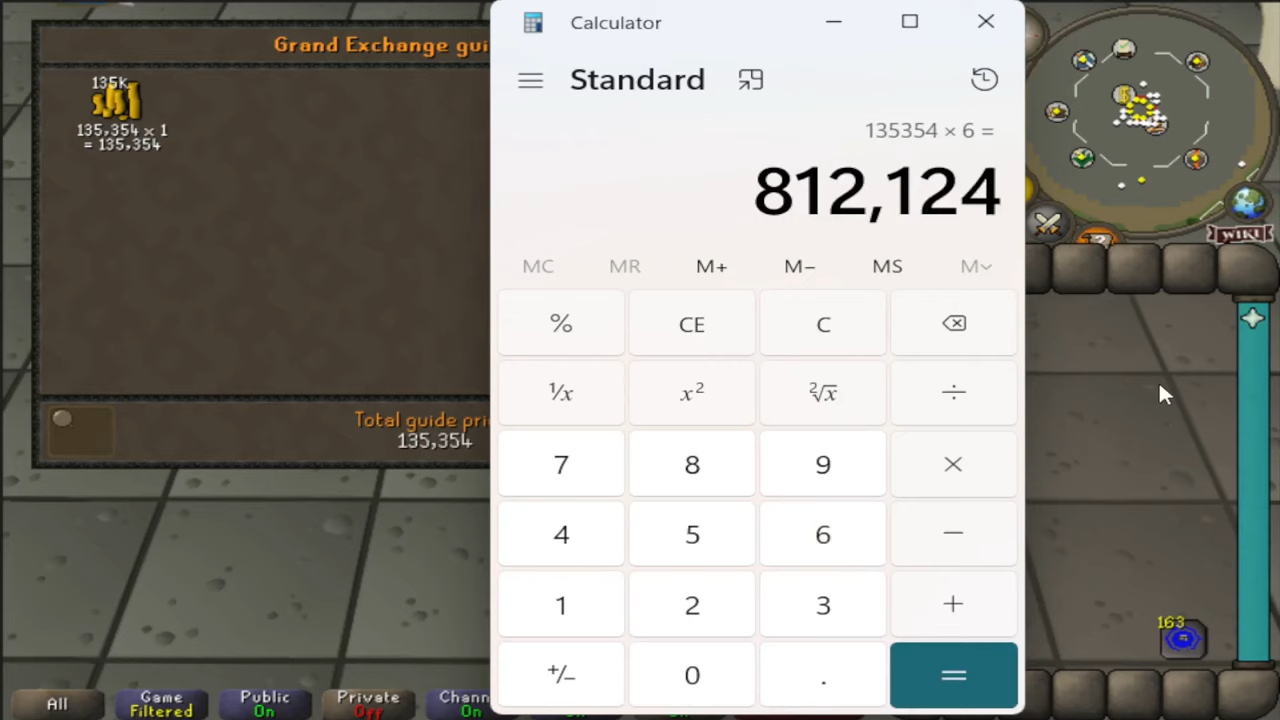 Grand Exchange gui
135K
135,354 x 1
= 135,354
Total guide pri
135,354
Calculator
Standard
135354 × 6 =
812,124
MC MR M+ M− MS M
% CE C
1/x x² ²√x ÷
7 8 9 ×
4 5 6 −
1 2 3 +
+/− 0 . =
WIKI
163
All
Game
Filtered
Public
On
Private
Off
Chann
On